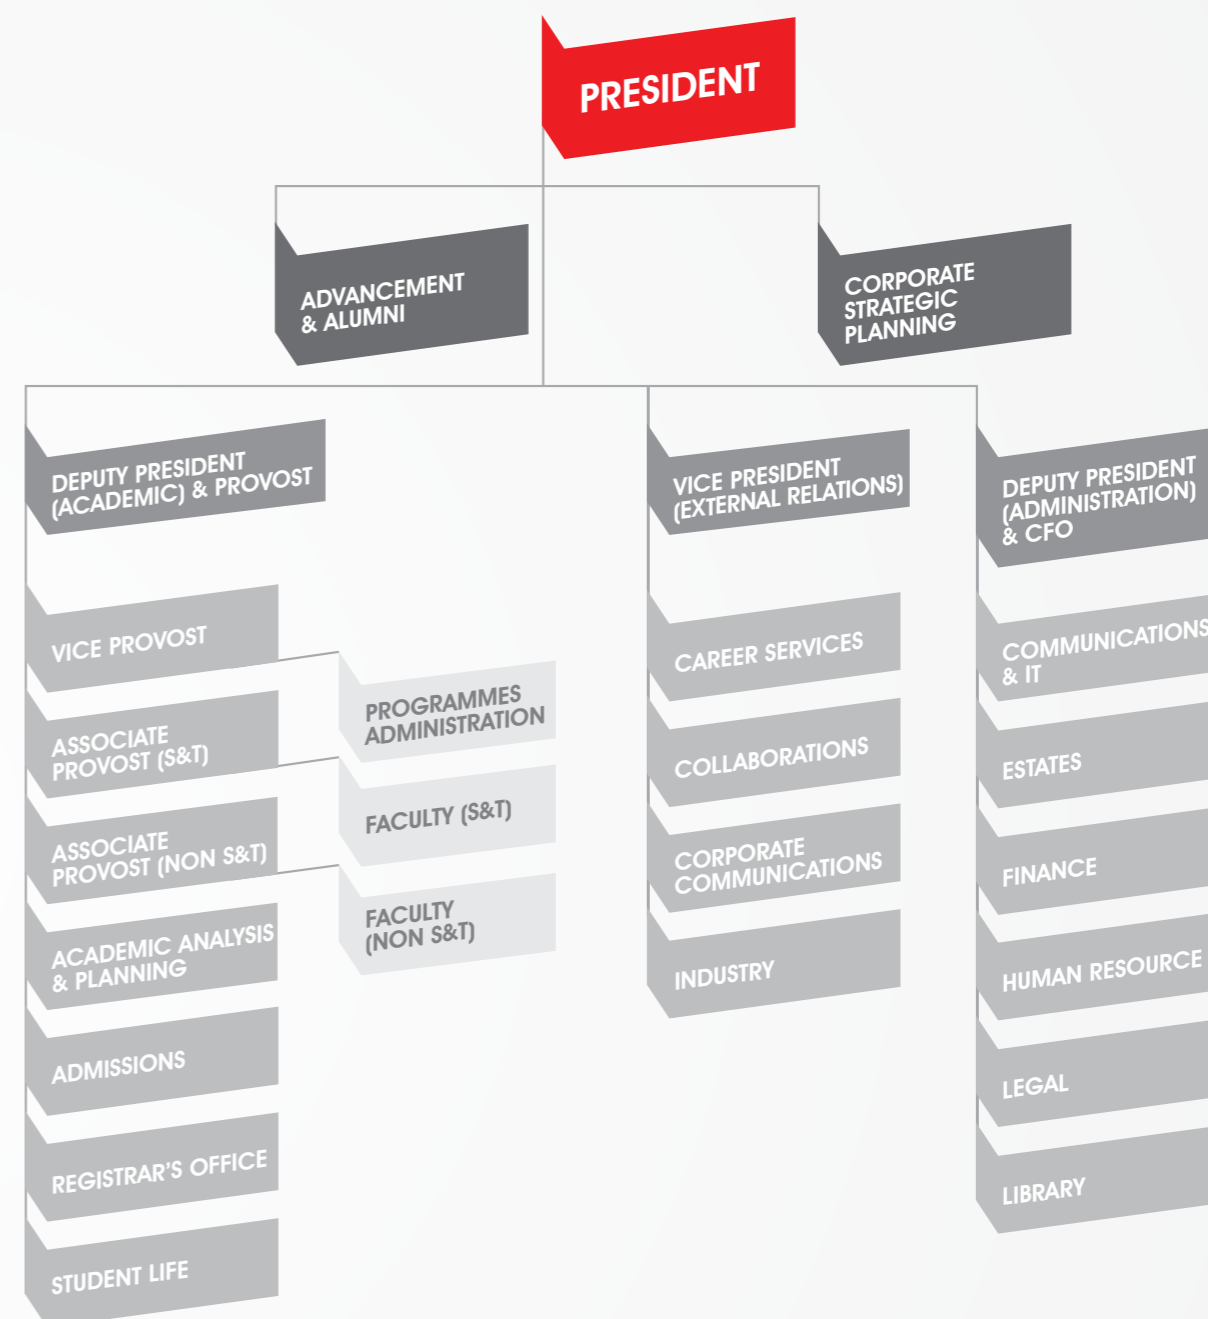 PRESIDENT
ADVANCEMENT
& ALUMNI
CORPORATE
STRATEGIC
PLANNING
DEPUTY PRESIDENT
(ACADEMIC) & PROVOST
VICE PROVOST
ASSOCIATE
PROVOST (S&T)
ASSOCIATE
PROVOST (NON S&T)
ACADEMIC ANALYSIS
& PLANNING
ADMISSIONS
REGISTRAR'S OFFICE
STUDENT LIFE
PROGRAMMES
ADMINISTRATION
FACULTY (S&T)
FACULTY
(NON S&T)
VICE PRESIDENT
(EXTERNAL RELATIONS)
CAREER SERVICES
COLLABORATIONS
CORPORATE
COMMUNICATIONS
INDUSTRY
DEPUTY PRESIDENT
(ADMINISTRATION)
& CFO
COMMUNICATIONS
& IT
ESTATES
FINANCE
HUMAN RESOURCE
LEGAL
LIBRARY